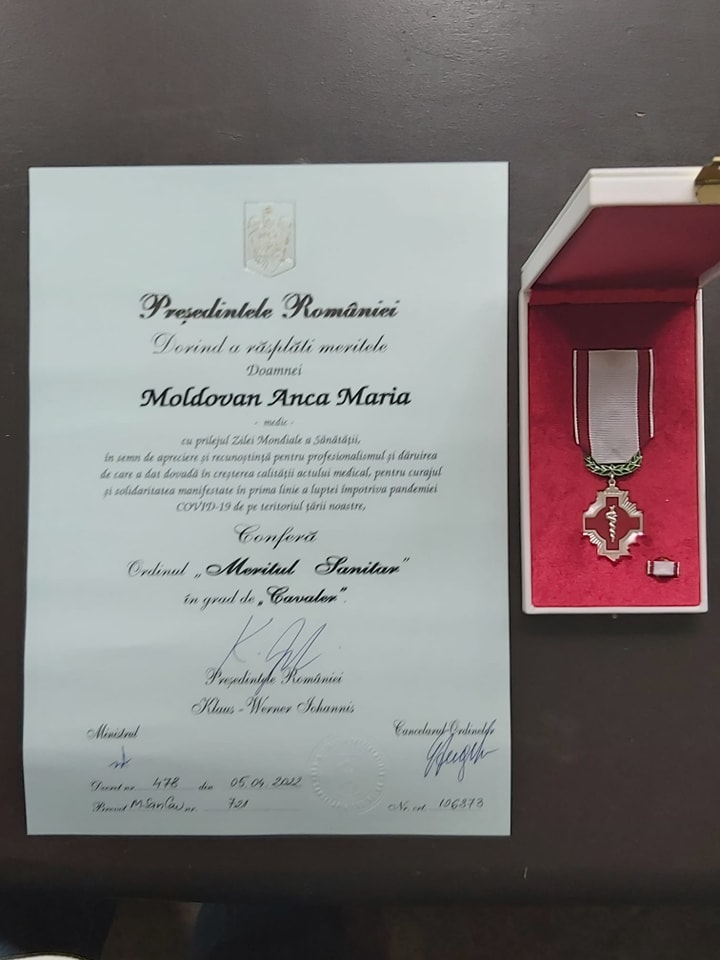 Președintele României
Dorind a răsplăti meritele
Doamnei
Moldovan Anca Maria
- medic -
cu prilejul Zilei Mondiale a Sănătății,
în semn de apreciere și recunoștință pentru profesionalismul și dăruirea
de care a dat dovadă în creșterea calității actului medical, pentru curajul
și solidaritatea manifestate în prima linie a luptei împotriva pandemiei
COVID-19 de pe teritoriul țării noastre,
Conferă
Ordinul „Meritul Sanitar"
în grad de „Cavaler".
Președintele României
Klaus - Werner Iohannis
Ministrul
Cancelarul Ordinelor
Decret nr. 478 din 05.04.2022
Brevet MSanCav nr. 721
Nr. crt. 106873